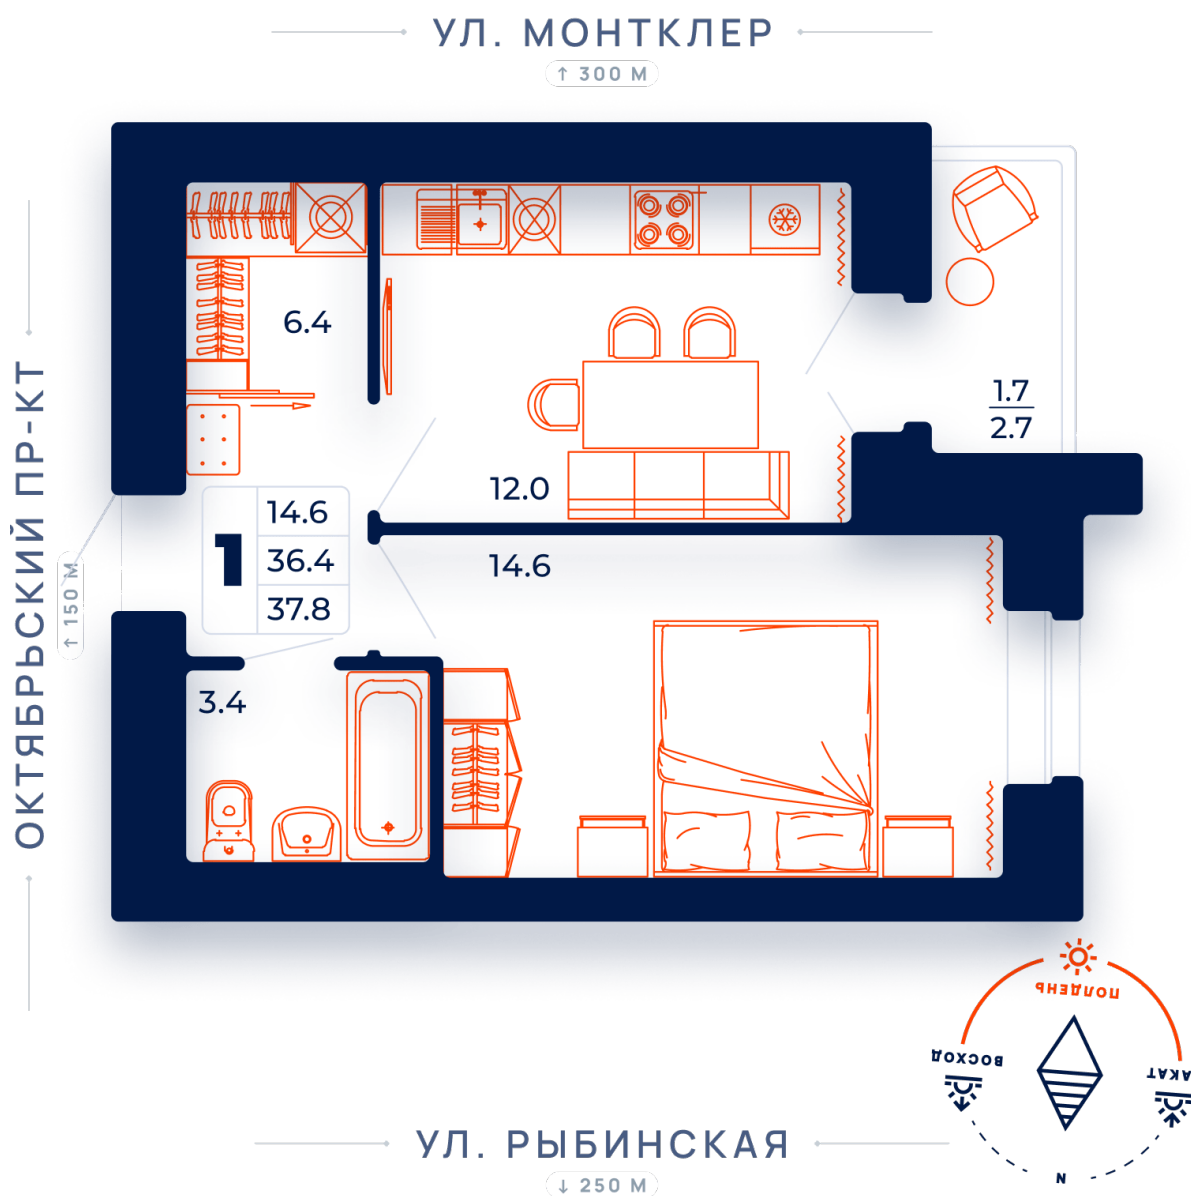 УЛ. МОНТКЛЕР
↑ 300 М
ОКТЯБРЬСКИЙ ПР-КТ
↑ 150 М
6.4
1.7
2.7
12.0
14.6
1
14.6
36.4
37.8
3.4
ПОЛДЕНЬ
ВОСХОД
АКАТ
N
УЛ. РЫБИНСКАЯ
↓ 250 М